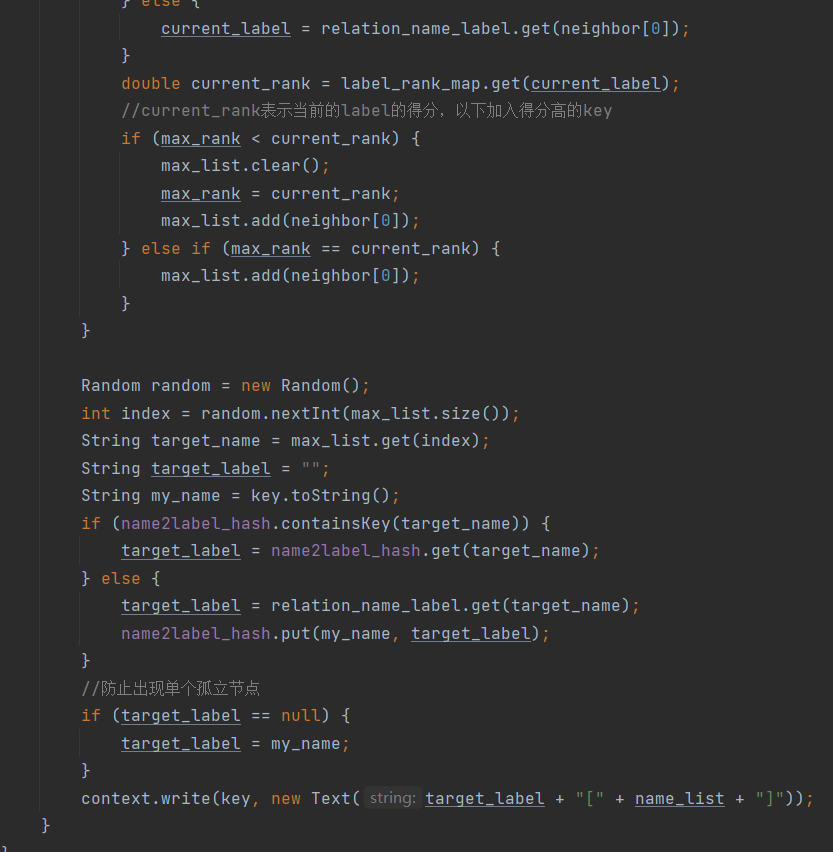 } else {
current_label = relation_name_label.get(neighbor[0]);
}
double current_rank = label_rank_map.get(current_label);
//current_rank表示当前的label的得分，以下加入得分高的key
if (max_rank < current_rank) {
max_list.clear();
max_rank = current_rank;
max_list.add(neighbor[0]);
} else if (max_rank == current_rank) {
max_list.add(neighbor[0]);
}
}
Random random = new Random();
int index = random.nextInt(max_list.size());
String target_name = max_list.get(index);
String target_label = "";
String my_name = key.toString();
if (name2label_hash.containsKey(target_name)) {
target_label = name2label_hash.get(target_name);
} else {
target_label = relation_name_label.get(target_name);
name2label_hash.put(my_name, target_label);
}
//防止出现单个孤立节点
if (target_label == null) {
target_label = my_name;
}
context.write(key, new Text( string: target_label + "[" + name_list + "]"));
}
}